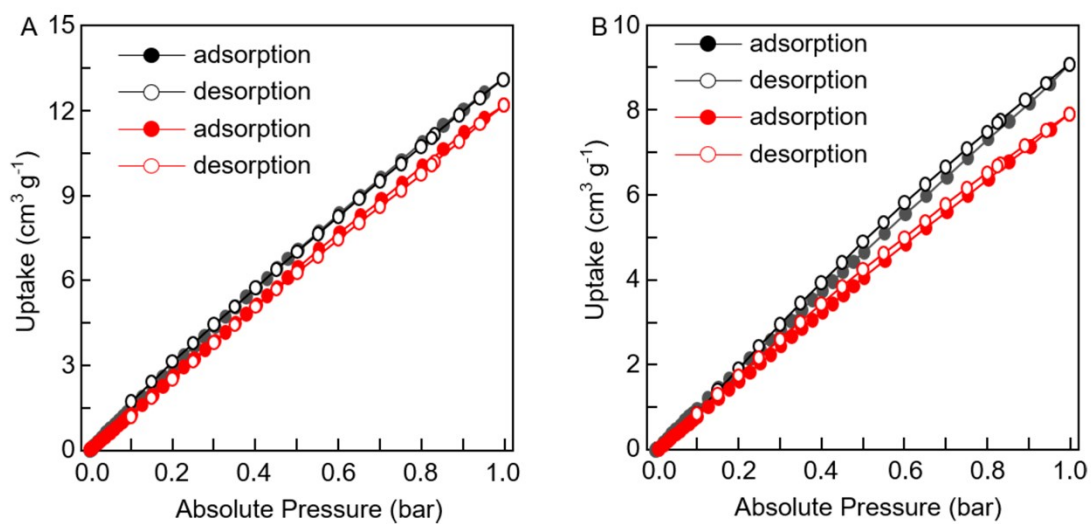 A
15
12
9
6
3
0
Uptake (cm³ g⁻¹)
adsorption
desorption
adsorption
desorption
0.0 0.2 0.4 0.6 0.8 1.0
Absolute Pressure (bar)
B
10
8
6
4
2
0
Uptake (cm³ g⁻¹)
adsorption
desorption
adsorption
desorption
0.0 0.2 0.4 0.6 0.8 1.0
Absolute Pressure (bar)